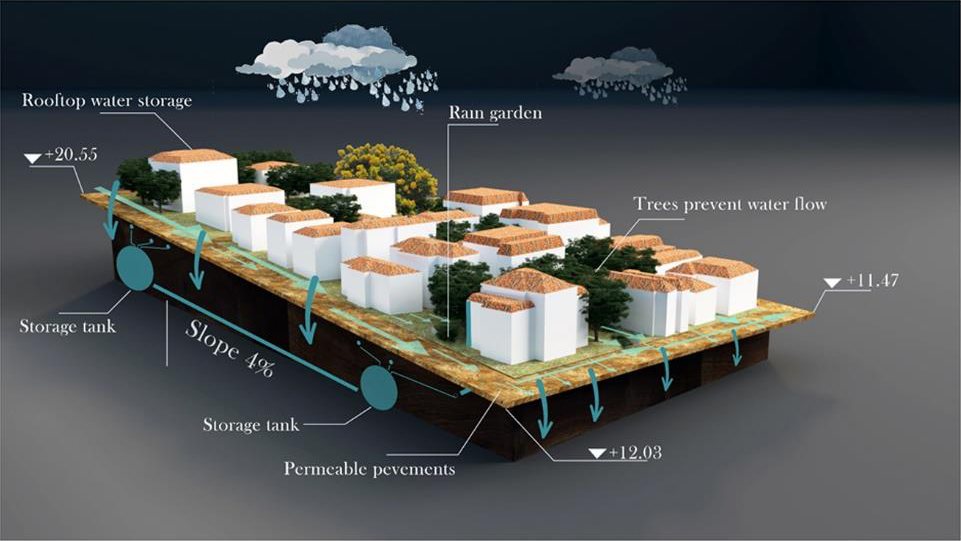 Rooftop water storage
Rain garden
+20.55
Trees prevent water flow
+11.47
Storage tank
Slope 4%
Storage tank
+12.03
Permeable pevements